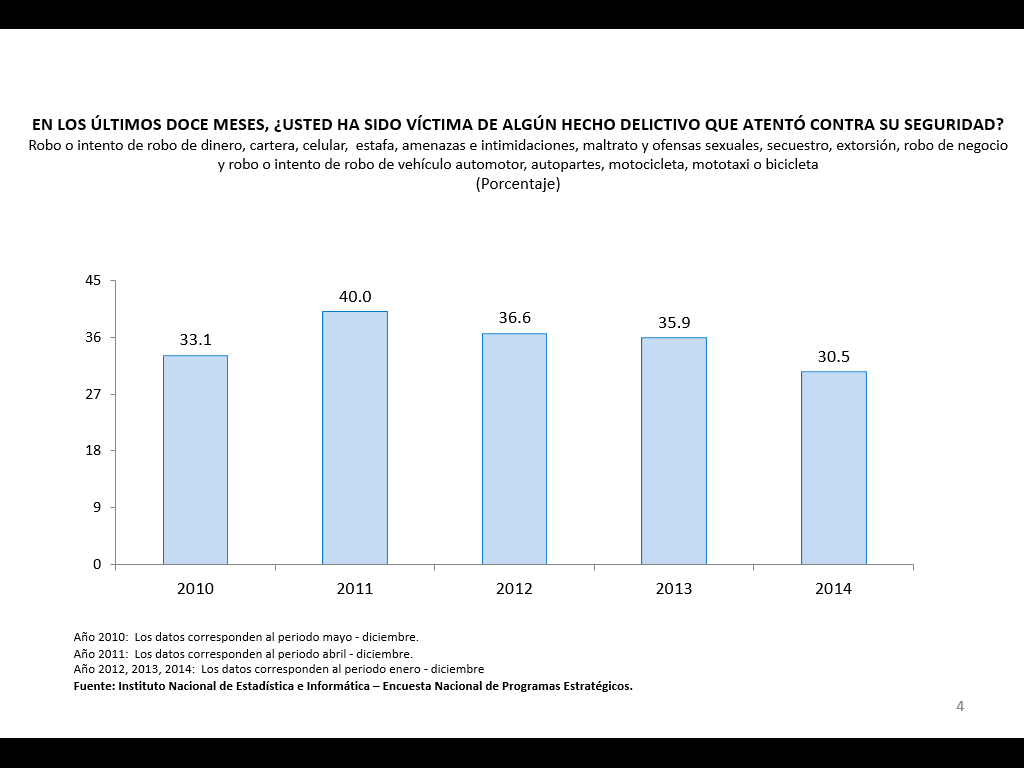 EN LOS ÚLTIMOS DOCE MESES, ¿USTED HA SIDO VÍCTIMA DE ALGÚN HECHO DELICTIVO QUE ATENTÓ CONTRA SU SEGURIDAD?
Robo o intento de robo de dinero, cartera, celular,  estafa, amenazas e intimidaciones, maltrato y ofensas sexuales, secuestro, extorsión, robo de negocio
y robo o intento de robo de vehículo automotor, autopartes, motocicleta, mototaxi o bicicleta
(Porcentaje)
45
36
27
18
9
0
33.1
40.0
36.6
35.9
30.5
2010
2011
2012
2013
2014
Año 2010:  Los datos corresponden al periodo mayo - diciembre.
Año 2011:  Los datos corresponden al periodo abril - diciembre.
Año 2012, 2013, 2014:  Los datos corresponden al periodo enero - diciembre
Fuente: Instituto Nacional de Estadística e Informática – Encuesta Nacional de Programas Estratégicos.
4